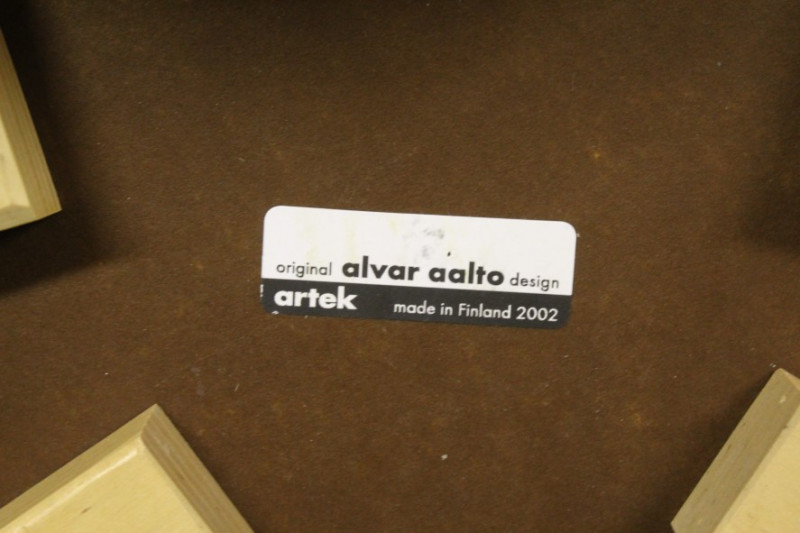 original alvar aalto design
artek made in Finland 2002